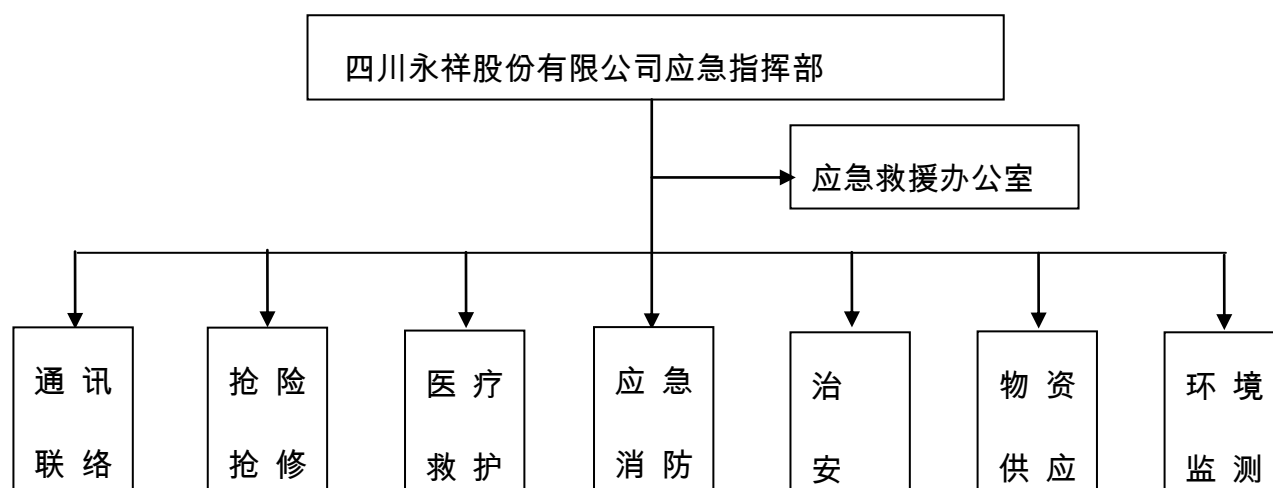 四川永祥股份有限公司应急指挥部
应急救援办公室
通讯
联络
抢险
抢修
医疗
救护
应急
消防
治
安
物资
供应
环境
监测